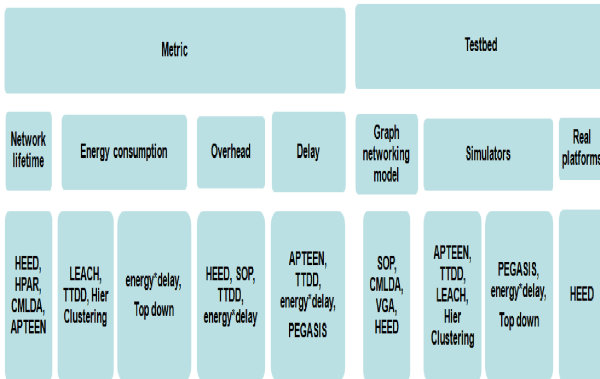 Metric
Testbed
Network
lifetime
Energy consumption
Overhead
Delay
Graph
networking
model
Simulators
Real
platforms
HEED,
HPAR,
CMLDA,
APTEEN
LEACH,
TTDD, Hier
Clustering
energy*delay,
Top down
HEED, SOP,
TTDD,
energy*delay
APTEEN,
TTDD,
energy*delay,
PEGASIS
SOP,
CMLDA,
VGA,
HEED
APTEEN,
TTDD,
LEACH,
Hier
Clustering
PEGASIS,
energy*delay,
Top down
HEED